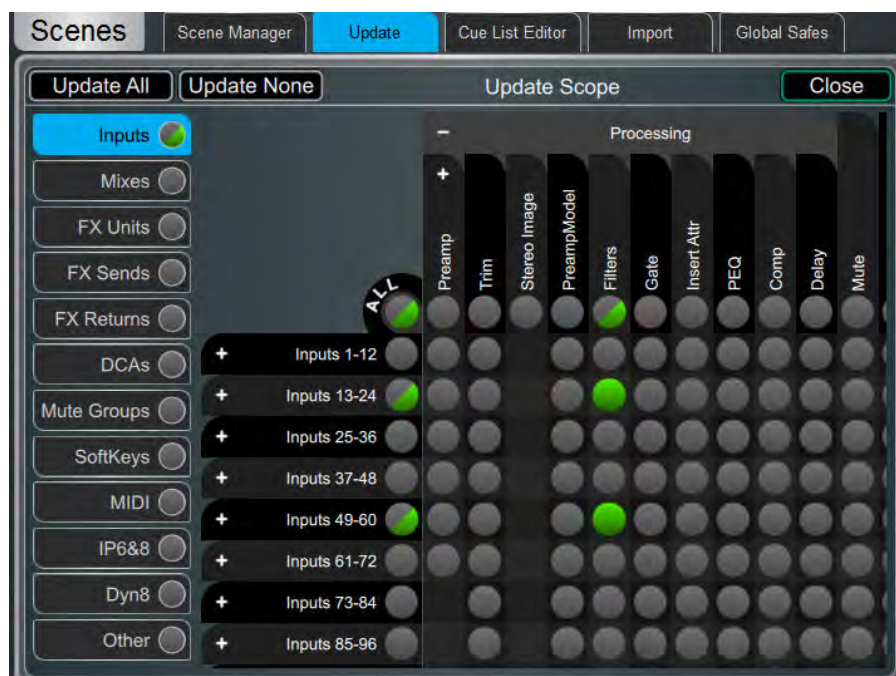 Scenes
Scene Manager
Update
Cue List Editor
Import
Global Safes
Update All
Update None
Update Scope
Close
Inputs
Mixes
FX Units
FX Sends
FX Returns
DCAs
Mute Groups
SoftKeys
MIDI
IP6&8
Dyn8
Other
- Processing
+
Preamp
Trim
Stereo Image
PreampModel
Filters
Gate
Insert Attr
PEQ
Comp
Delay
Mute
ALL
+ Inputs 1-12
+ Inputs 13-24
+ Inputs 25-36
+ Inputs 37-48
+ Inputs 49-60
+ Inputs 61-72
+ Inputs 73-84
+ Inputs 85-96